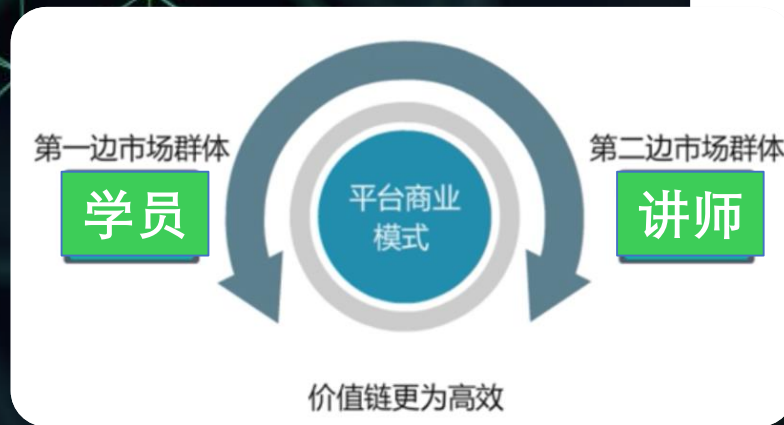 第一边市场群体
学员
平台商业
模式
第二边市场群体
讲师
价值链更为高效